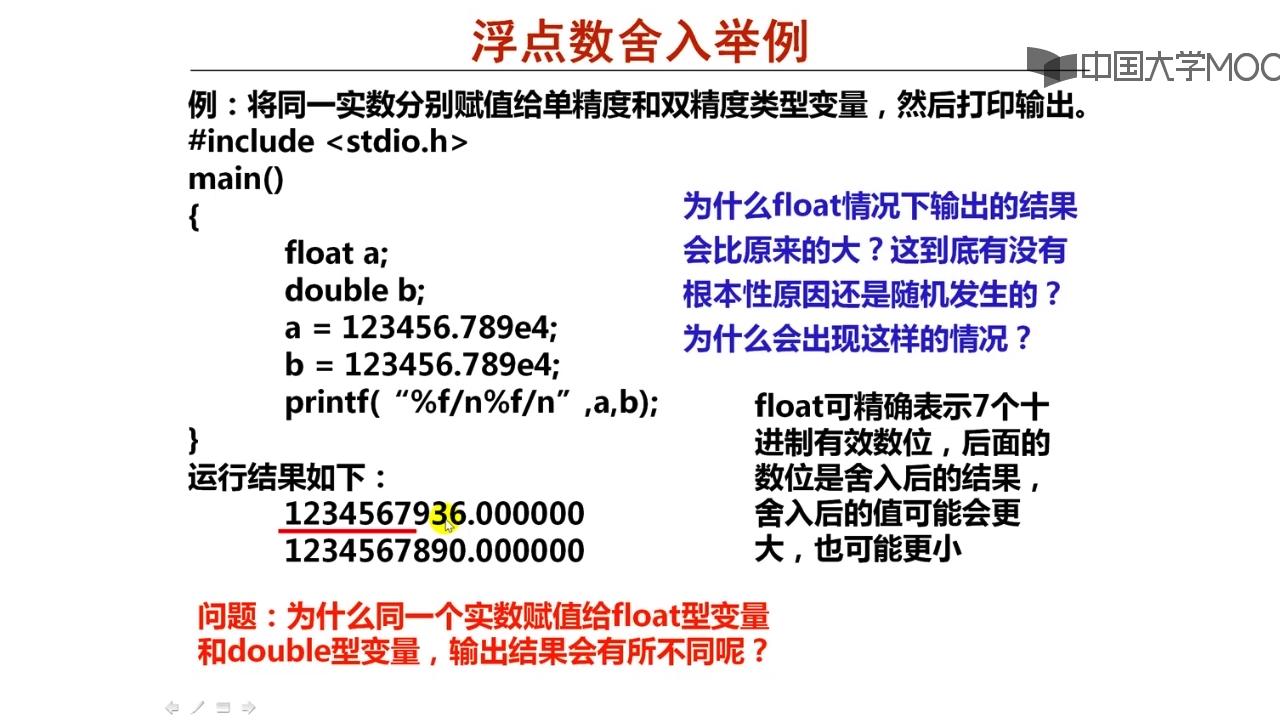 浮点数舍入举例
中国大学MOO
例：将同一实数分别赋值给单精度和双精度类型变量，然后打印输出。
#include <stdio.h>
main()
{
float a;
double b;
a = 123456.789e4;
b = 123456.789e4;
printf(“%f/n%f/n”,a,b);
}
为什么float情况下输出的结果
会比原来的大？这到底有没有
根本性原因还是随机发生的？
为什么会出现这样的情况？
float可精确表示7个十
进制有效数位，后面的
数位是舍入后的结果，
舍入后的值可能会更
大，也可能更小
运行结果如下：
1234567936.000000
1234567890.000000
问题：为什么同一个实数赋值给float型变量
和double型变量，输出结果会有所不同呢？